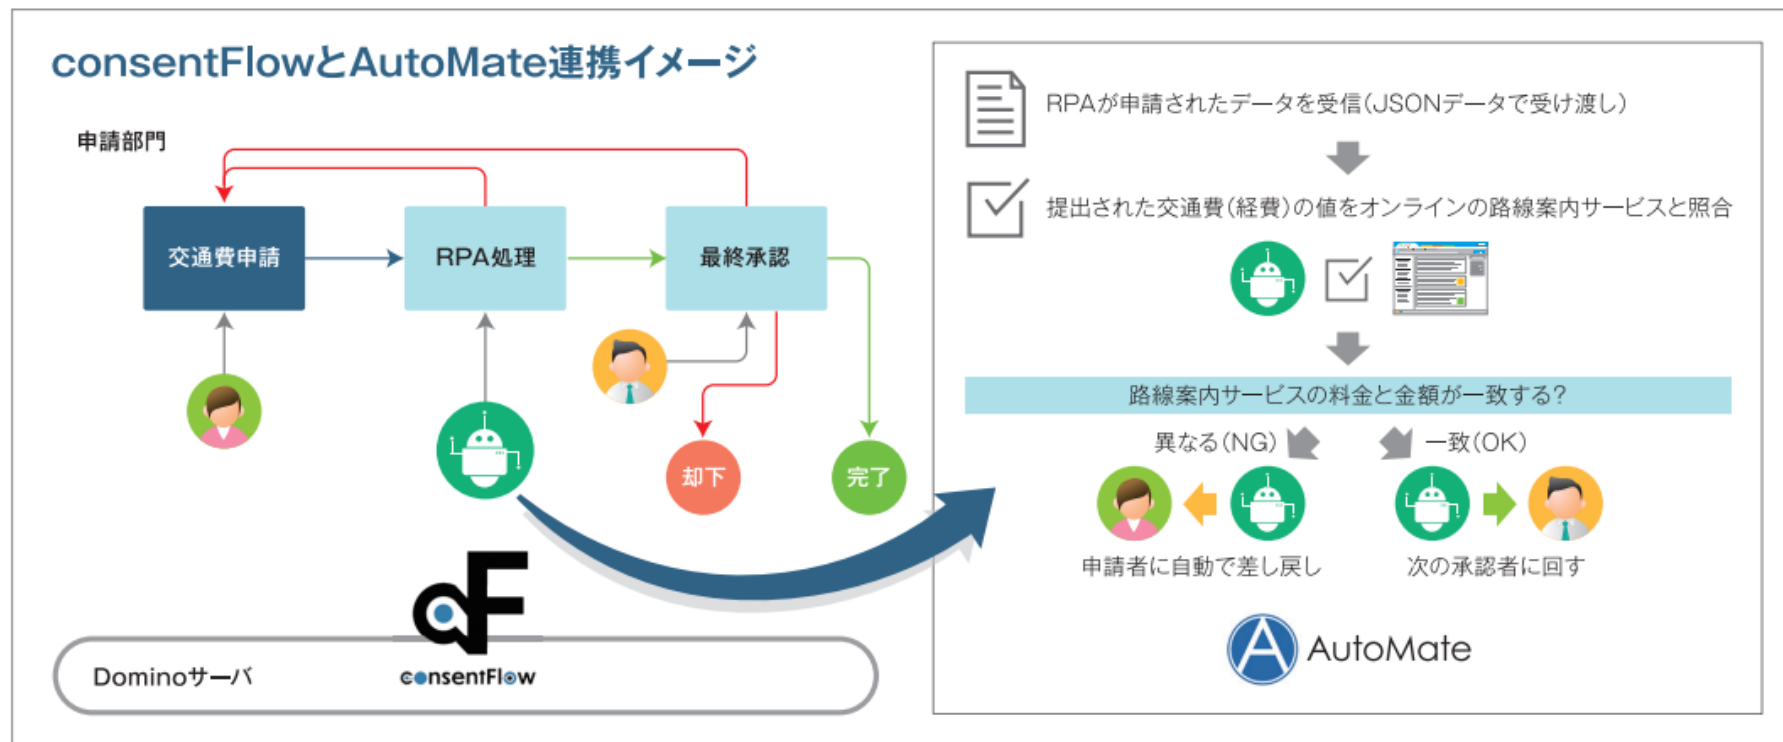 consentFlowとAutoMate連携イメージ
申請部門
交通費申請
RPA処理
最終承認
却下
完了
Dominoサーバ
consentFlow
RPAが申請されたデータを受信(JSONデータで受け渡し)
提出された交通費(経費)の値をオンラインの路線案内サービスと照合
路線案内サービスの料金と金額が一致する?
異なる(NG)
一致(OK)
申請者に自動で差し戻し
次の承認者に回す
AutoMate